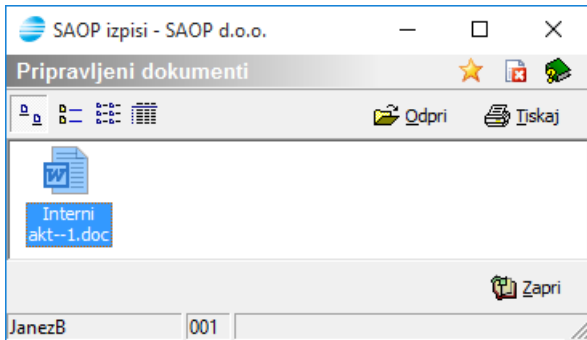 SAOP izpisi - SAOP d.o.o.
Pripravljeni dokumenti
Odpri
Tiskaj
Interni
akt--1.doc
Zapri
JanezB
001